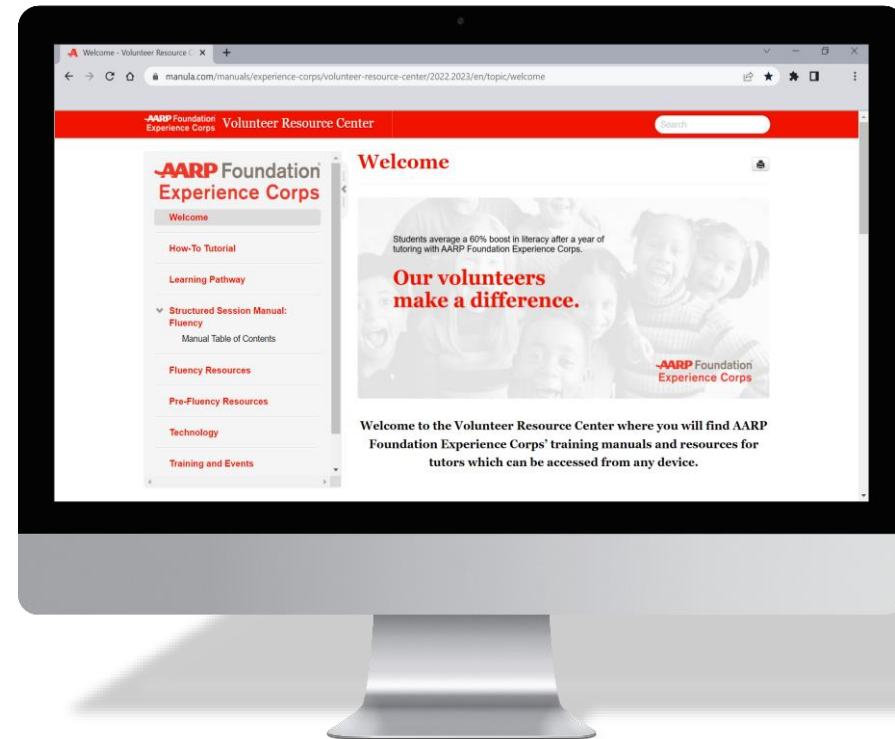 Welcome - Volunteer Resource C
manula.com/manuals/experience-corps/volunteer-resource-center/2022.2023/en/topic/welcome
AARP Foundation
Experience Corps
Volunteer Resource Center
Search
AARP Foundation
Experience Corps
Welcome
How-To Tutorial
Learning Pathway
Structured Session Manual:
Fluency
Manual Table of Contents
Fluency Resources
Pre-Fluency Resources
Technology
Training and Events
Welcome
Students average a 60% boost in literacy after a year of
tutoring with AARP Foundation Experience Corps.
Our volunteers
make a difference.
AARP Foundation
Experience Corps
Welcome to the Volunteer Resource Center where you will find AARP
Foundation Experience Corps' training manuals and resources for
tutors which can be accessed from any device.